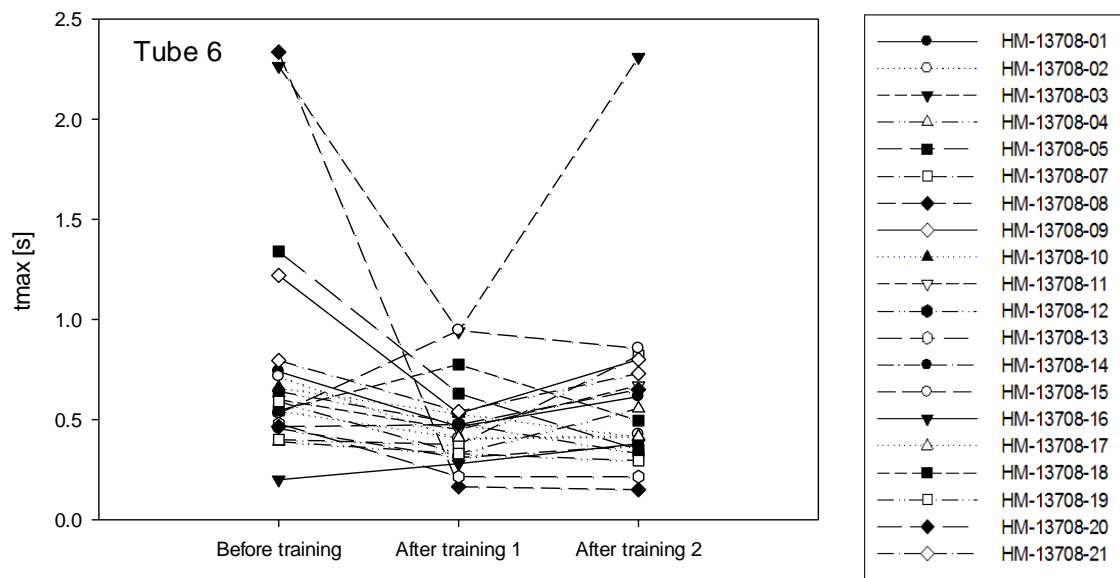 Tube 6
tmax [s]
2.5
2.0
1.5
1.0
0.5
0.0
Before training
After training 1
After training 2
HM-13708-01
HM-13708-02
HM-13708-03
HM-13708-04
HM-13708-05
HM-13708-07
HM-13708-08
HM-13708-09
HM-13708-10
HM-13708-11
HM-13708-12
HM-13708-13
HM-13708-14
HM-13708-15
HM-13708-16
HM-13708-17
HM-13708-18
HM-13708-19
HM-13708-20
HM-13708-21